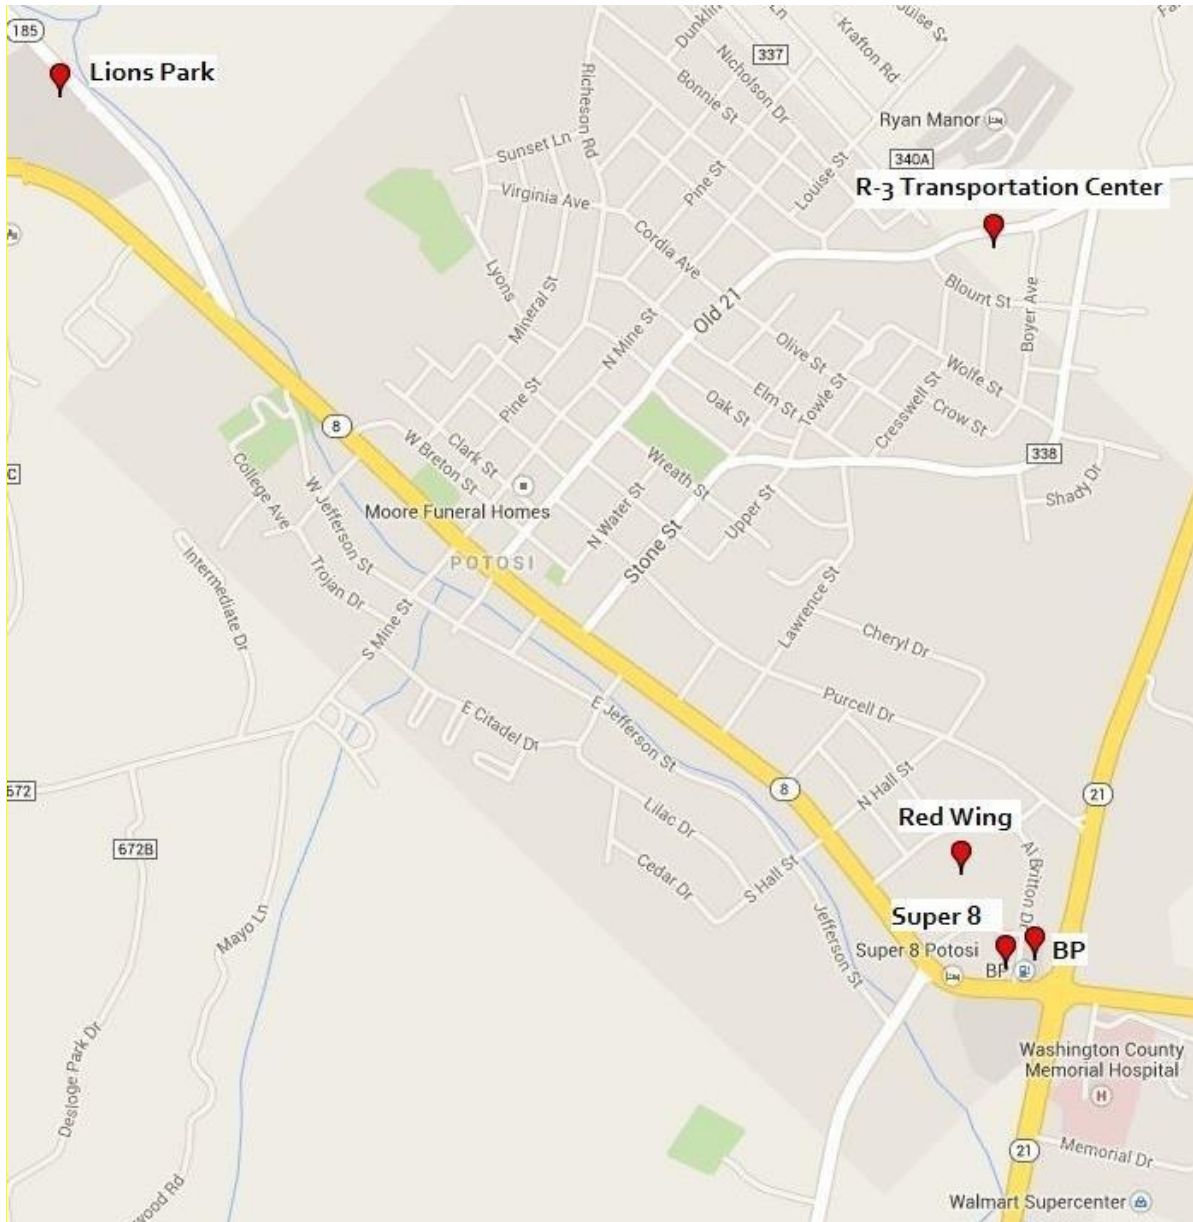 185
Lions Park
Dunklin
Ln
Louise S
337
Krafton Rd
Nicholson Dr
Bonnie St
Richeson Rd
Ryan Manor
Sunset Ln
340A
Louise St
Pine St
R-3 Transportation Center
Virginia Ave
Cordia Ave
Lyons
Mineral St
Blount St
Boyer Ave
Old 21
N Mine St
Olive St
Wolfe St
Elm St
Towle St
Cresswell St
Crow St
Oak St
Pine St
8
Clark St
W Breton St
Wreath St
338
Shady Dr
C
College Ave
W Jefferson St
Moore Funeral Homes
N Water St
Upper St
Stone St
POTOSI
Intermediate Dr
Trojan Dr
S Mine St
Lawrence St
Cheryl Dr
Purcell Dr
E Citadel Dr
E Jefferson St
672
8
21
N Hall St
Lilac Dr
Red Wing
672B
Cedar Dr
S Hall St
Al Britton Dr
Mayo Ln
Super 8
Jefferson St
Super 8 Potosi
BP
BP
Desloge Park Dr
Washington County
Memorial Hospital
H
21
Memorial Dr
wood Rd
Walmart Supercenter